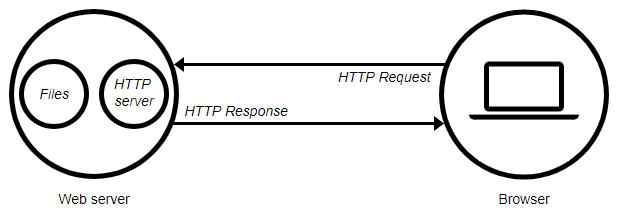 Files
HTTP
server
HTTP Request
HTTP Response
Web server
Browser